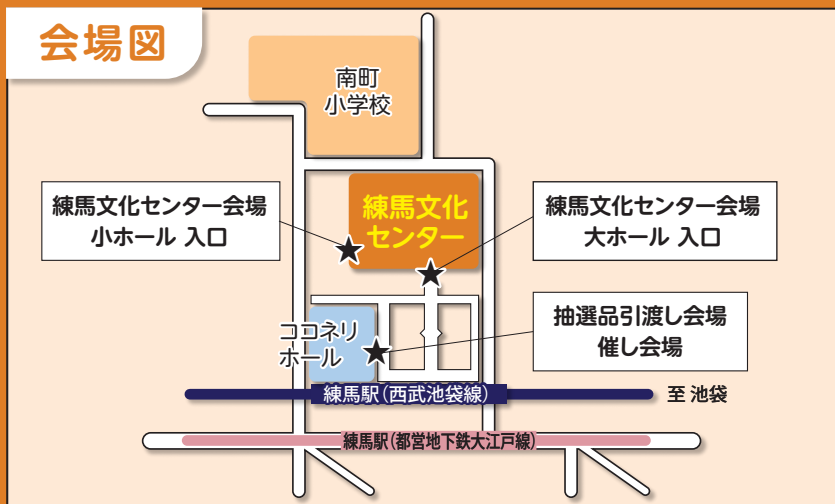 会場図
南町
小学校
練馬文化センター会場
小ホール 入口
練馬文化
センター
練馬文化センター会場
大ホール 入口
ココネリ
ホール
抽選品引渡し会場
催し会場
練馬駅(西武池袋線)
至 池袋
練馬駅(都営地下鉄大江戸線)